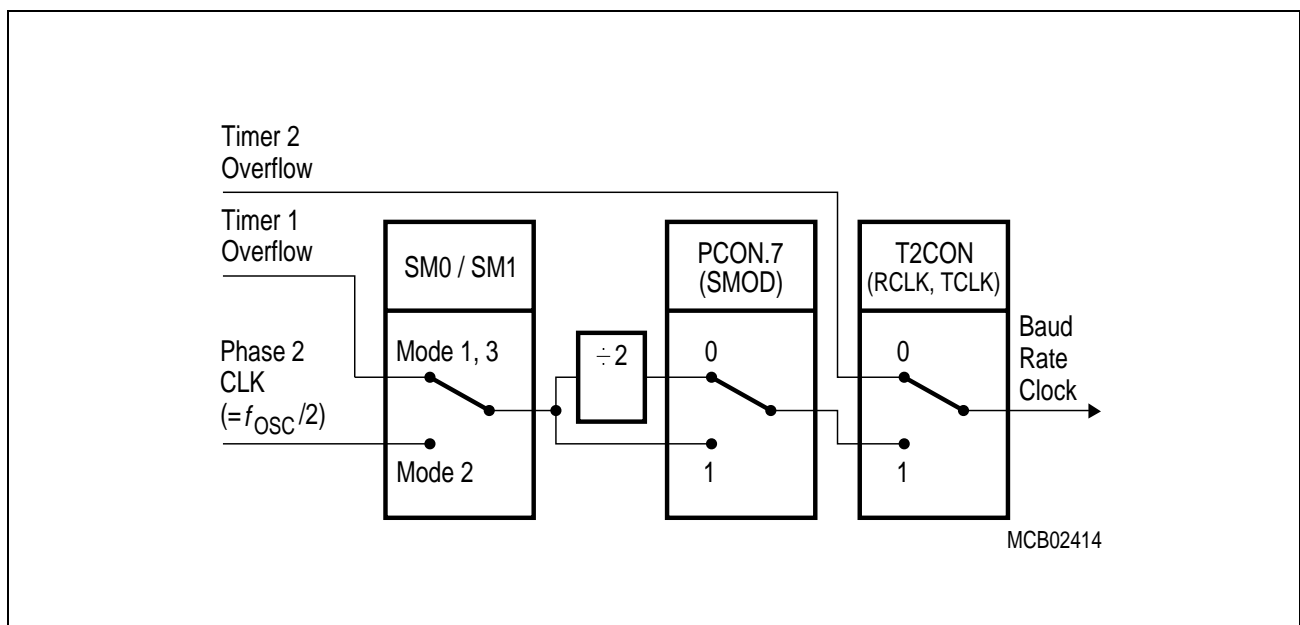 Timer 2
Overflow
Timer 1
Overflow
SM0 / SM1
PCON.7
(SMOD)
T2CON
(RCLK, TCLK)
Phase 2
CLK
(=fOSC/2)
Mode 1, 3
Mode 2
÷2
0
1
0
1
Baud
Rate
Clock
MCB02414